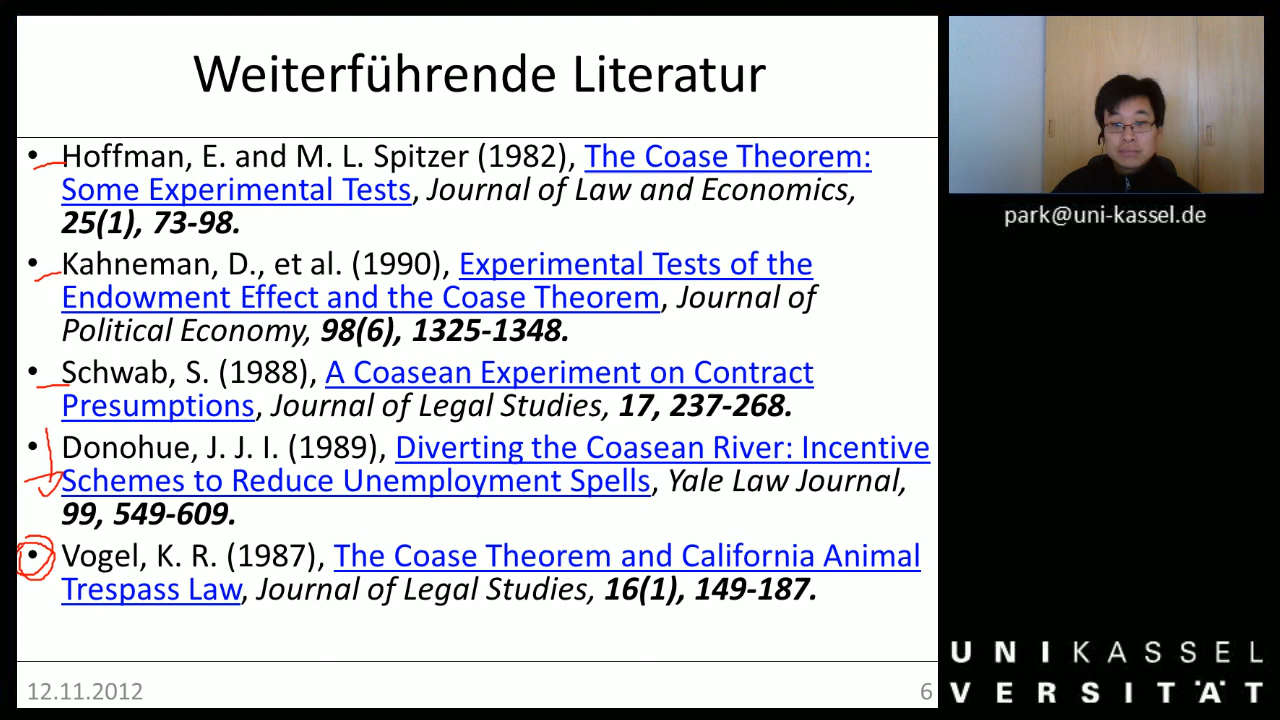 Weiterführende Literatur
• Hoffman, E. and M. L. Spitzer (1982), The Coase Theorem:
Some Experimental Tests, Journal of Law and Economics,
25(1), 73-98.
• Kahneman, D., et al. (1990), Experimental Tests of the
Endowment Effect and the Coase Theorem, Journal of
Political Economy, 98(6), 1325-1348.
• Schwab, S. (1988), A Coasean Experiment on Contract
Presumptions, Journal of Legal Studies, 17, 237-268.
• Donohue, J. J. I. (1989), Diverting the Coasean River: Incentive
Schemes to Reduce Unemployment Spells, Yale Law Journal,
99, 549-609.
• Vogel, K. R. (1987), The Coase Theorem and California Animal
Trespass Law, Journal of Legal Studies, 16(1), 149-187.
12.11.2012
6
park@uni-kassel.de
UNIKASSEL
VERSITÄT